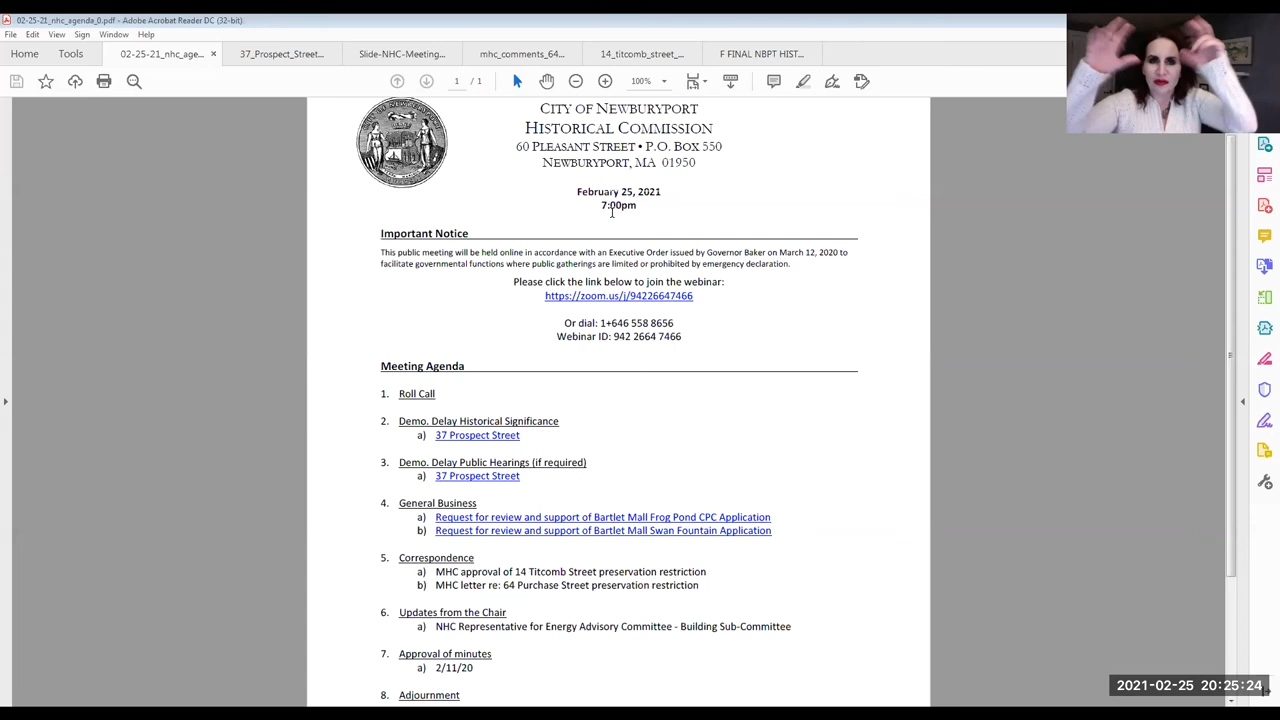 02-25-21_nhc_agenda_0.pdf - Adobe Acrobat Reader DC (32-bit)
File Edit View Sign Window Help
Home Tools 02-25-21_nhc_age... × 37_Prospect_Street... Slide-NHC-Meeting... mhc_comments_64... 14_titcomb_street_... F FINAL NBPT HIST...
1 / 1 100%
CITY OF NEWBURYPORT
HISTORICAL COMMISSION
60 PLEASANT STREET • P.O. BOX 550
NEWBURYPORT, MA 01950
February 25, 2021
7:00pm
Important Notice
This public meeting will be held online in accordance with an Executive Order issued by Governor Baker on March 12, 2020 to
facilitate governmental functions where public gatherings are limited or prohibited by emergency declaration.
Please click the link below to join the webinar:
https://zoom.us/j/94226647466
Or dial: 1+646 558 8656
Webinar ID: 942 2664 7466
Meeting Agenda
1. Roll Call
2. Demo. Delay Historical Significance
a) 37 Prospect Street
3. Demo. Delay Public Hearings (if required)
a) 37 Prospect Street
4. General Business
a) Request for review and support of Bartlet Mall Frog Pond CPC Application
b) Request for review and support of Bartlet Mall Swan Fountain Application
5. Correspondence
a) MHC approval of 14 Titcomb Street preservation restriction
b) MHC letter re: 64 Purchase Street preservation restriction
6. Updates from the Chair
a) NHC Representative for Energy Advisory Committee - Building Sub-Committee
7. Approval of minutes
a) 2/11/20
8. Adjournment
2021-02-25 20:25:24